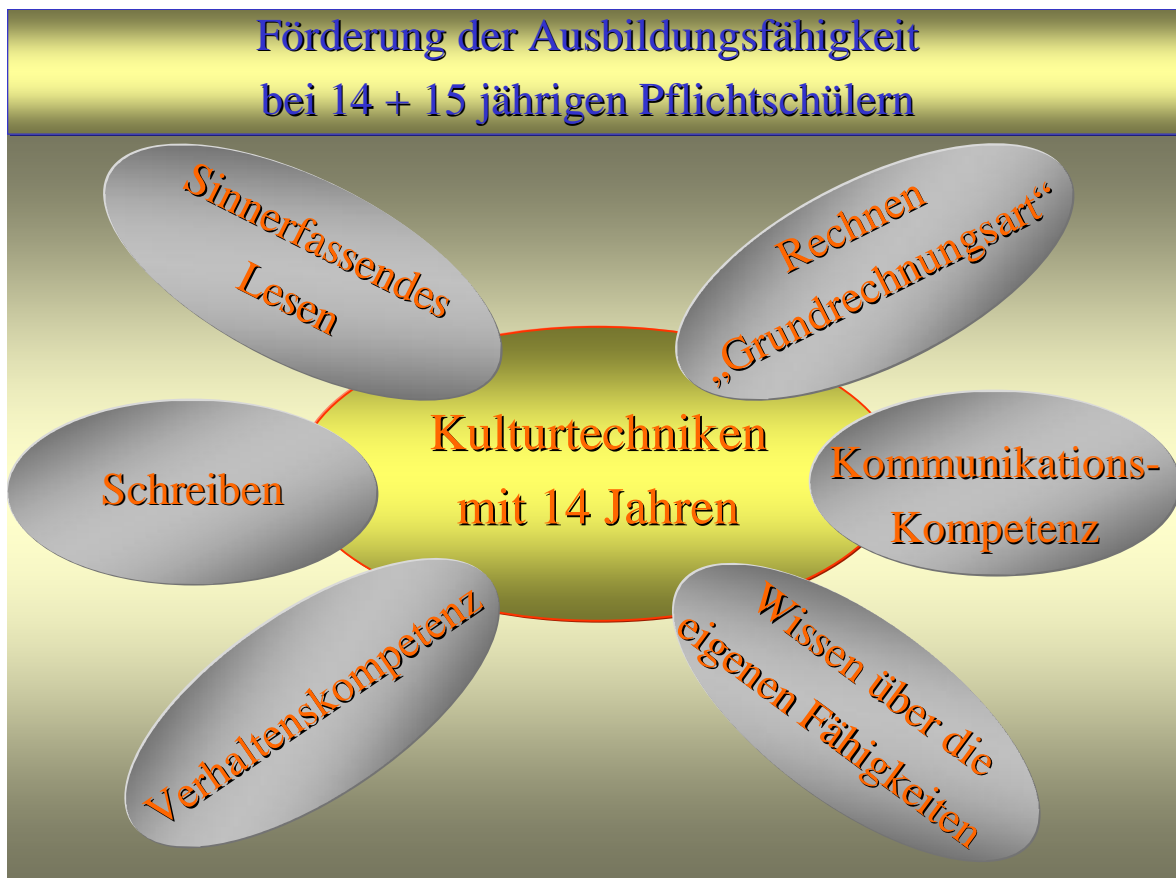 Förderung der Ausbildungsfähigkeit
bei 14 + 15 jährigen Pflichtschülern
Sinnerfassendes
Lesen
Rechnen
„Grundrechnungsart“
Kulturtechniken
mit 14 Jahren
Schreiben
Kommunikations-
Kompetenz
Verhaltenskompetenz
Wissen über die
eigenen Fähigkeiten